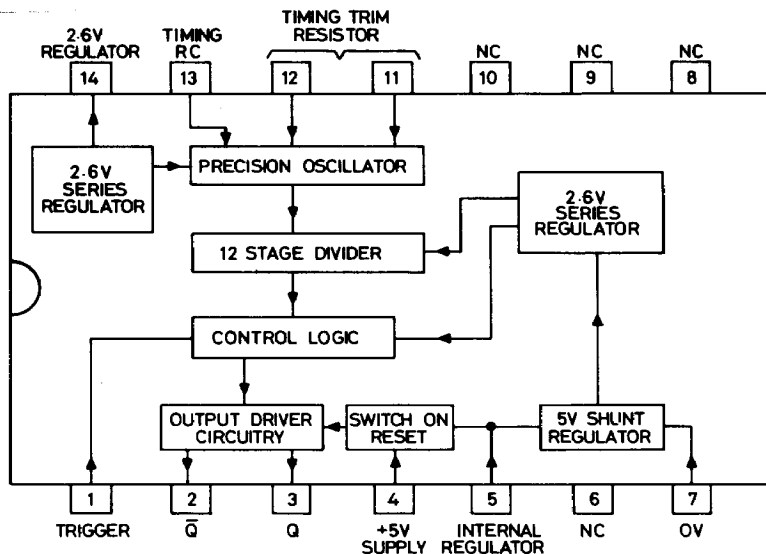 TIMING TRIM
RESISTOR
2·6V
REGULATOR
TIMING
RC
NC
NC
NC
14
13
12
11
10
9
8
2·6V
SERIES
REGULATOR
PRECISION OSCILLATOR
2·6V
SERIES
REGULATOR
12 STAGE DIVIDER
CONTROL LOGIC
OUTPUT DRIVER
CIRCUITRY
SWITCH ON
RESET
5V SHUNT
REGULATOR
1
2
3
4
5
6
7
TRIGGER
Q̅
Q
+5V
SUPPLY
INTERNAL
REGULATOR
NC
OV